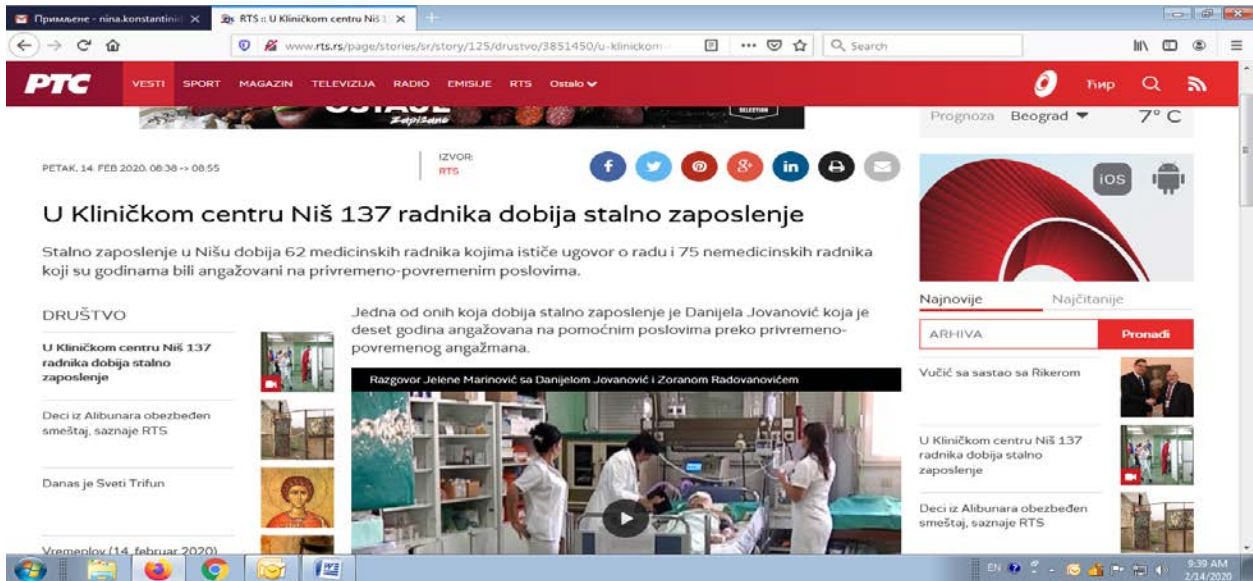 Примљене - nina.konstantini
RTS :: U Kliničkom centru Niš 1
www.rts.rs/page/stories/sr/story/125/drustvo/3851450/u-klinickom
Search
РТС
VESTI SPORT MAGAZIN TELEVIZIJA RADIO EMISIJE RTS Ostalo
Ћир
OSTAJE
Zapisano
SELECTION
Prognoza Beograd 7° C
PETAK, 14. FEB 2020, 08:38 -> 08:55
IZVOR:
RTS
U Kliničkom centru Niš 137 radnika dobija stalno zaposlenje
Stalno zaposlenje u Nišu dobija 62 medicinskih radnika kojima ističe ugovor o radu i 75 nemedicinskih radnika
koji su godinama bili angažovani na privremeno-povremenim poslovima.
DRUŠTVO
U Kliničkom centru Niš 137
radnika dobija stalno
zaposlenje
Deci iz Alibunara obezbeđen
smeštaj, saznaje RTS
Danas je Sveti Trifun
Vremeplov (14. februar 2020)
Jedna od onih koja dobija stalno zaposlenje je Danijela Jovanović koja je
deset godina angažovana na pomoćnim poslovima preko privremeno-
povremenog angažmana.
Razgovor Jelene Marinović sa Danijelom Jovanović i Zoranom Radovanovićem
iOS
Najnovije Najčitanije
ARHIVA Pronađi
Vučić sa sastao sa Rikerom
U Kliničkom centru Niš 137
radnika dobija stalno
zaposlenje
Deci iz Alibunara obezbeđen
smeštaj, saznaje RTS
EN
9:39 AM
2/14/2020